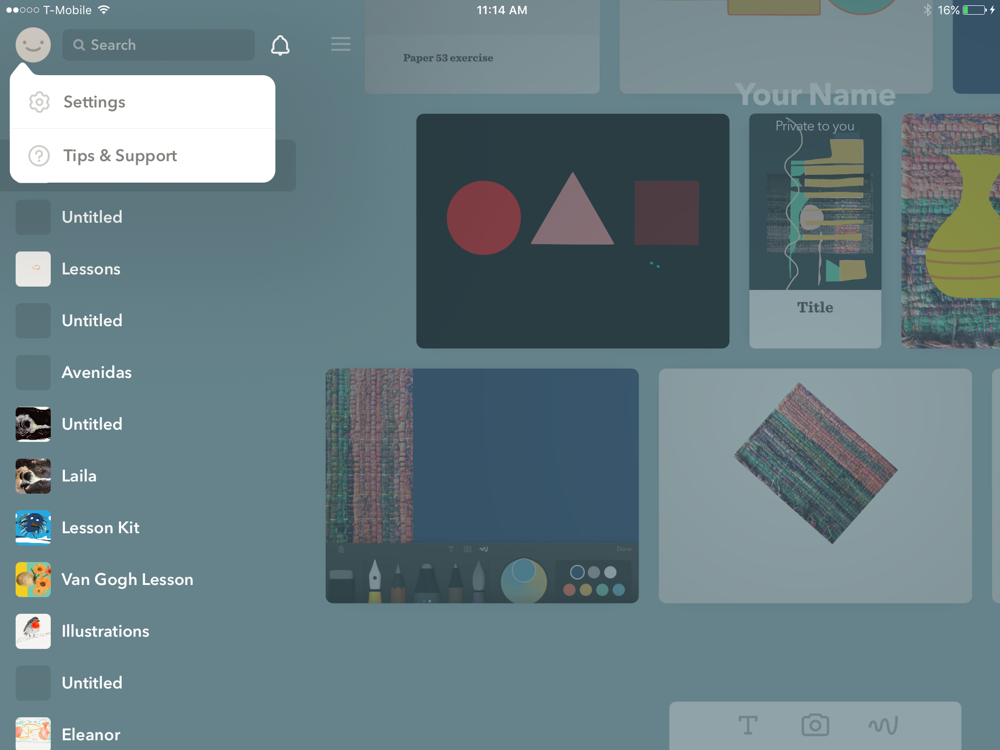 T-Mobile
11:14 AM
16%
Search
Settings
Tips & Support
Untitled
Lessons
Untitled
Avenidas
Untitled
Laila
Lesson Kit
Van Gogh Lesson
Illustrations
Untitled
Eleanor
Paper 53 exercise
Your Name
Private to you
Title
T
Done
T